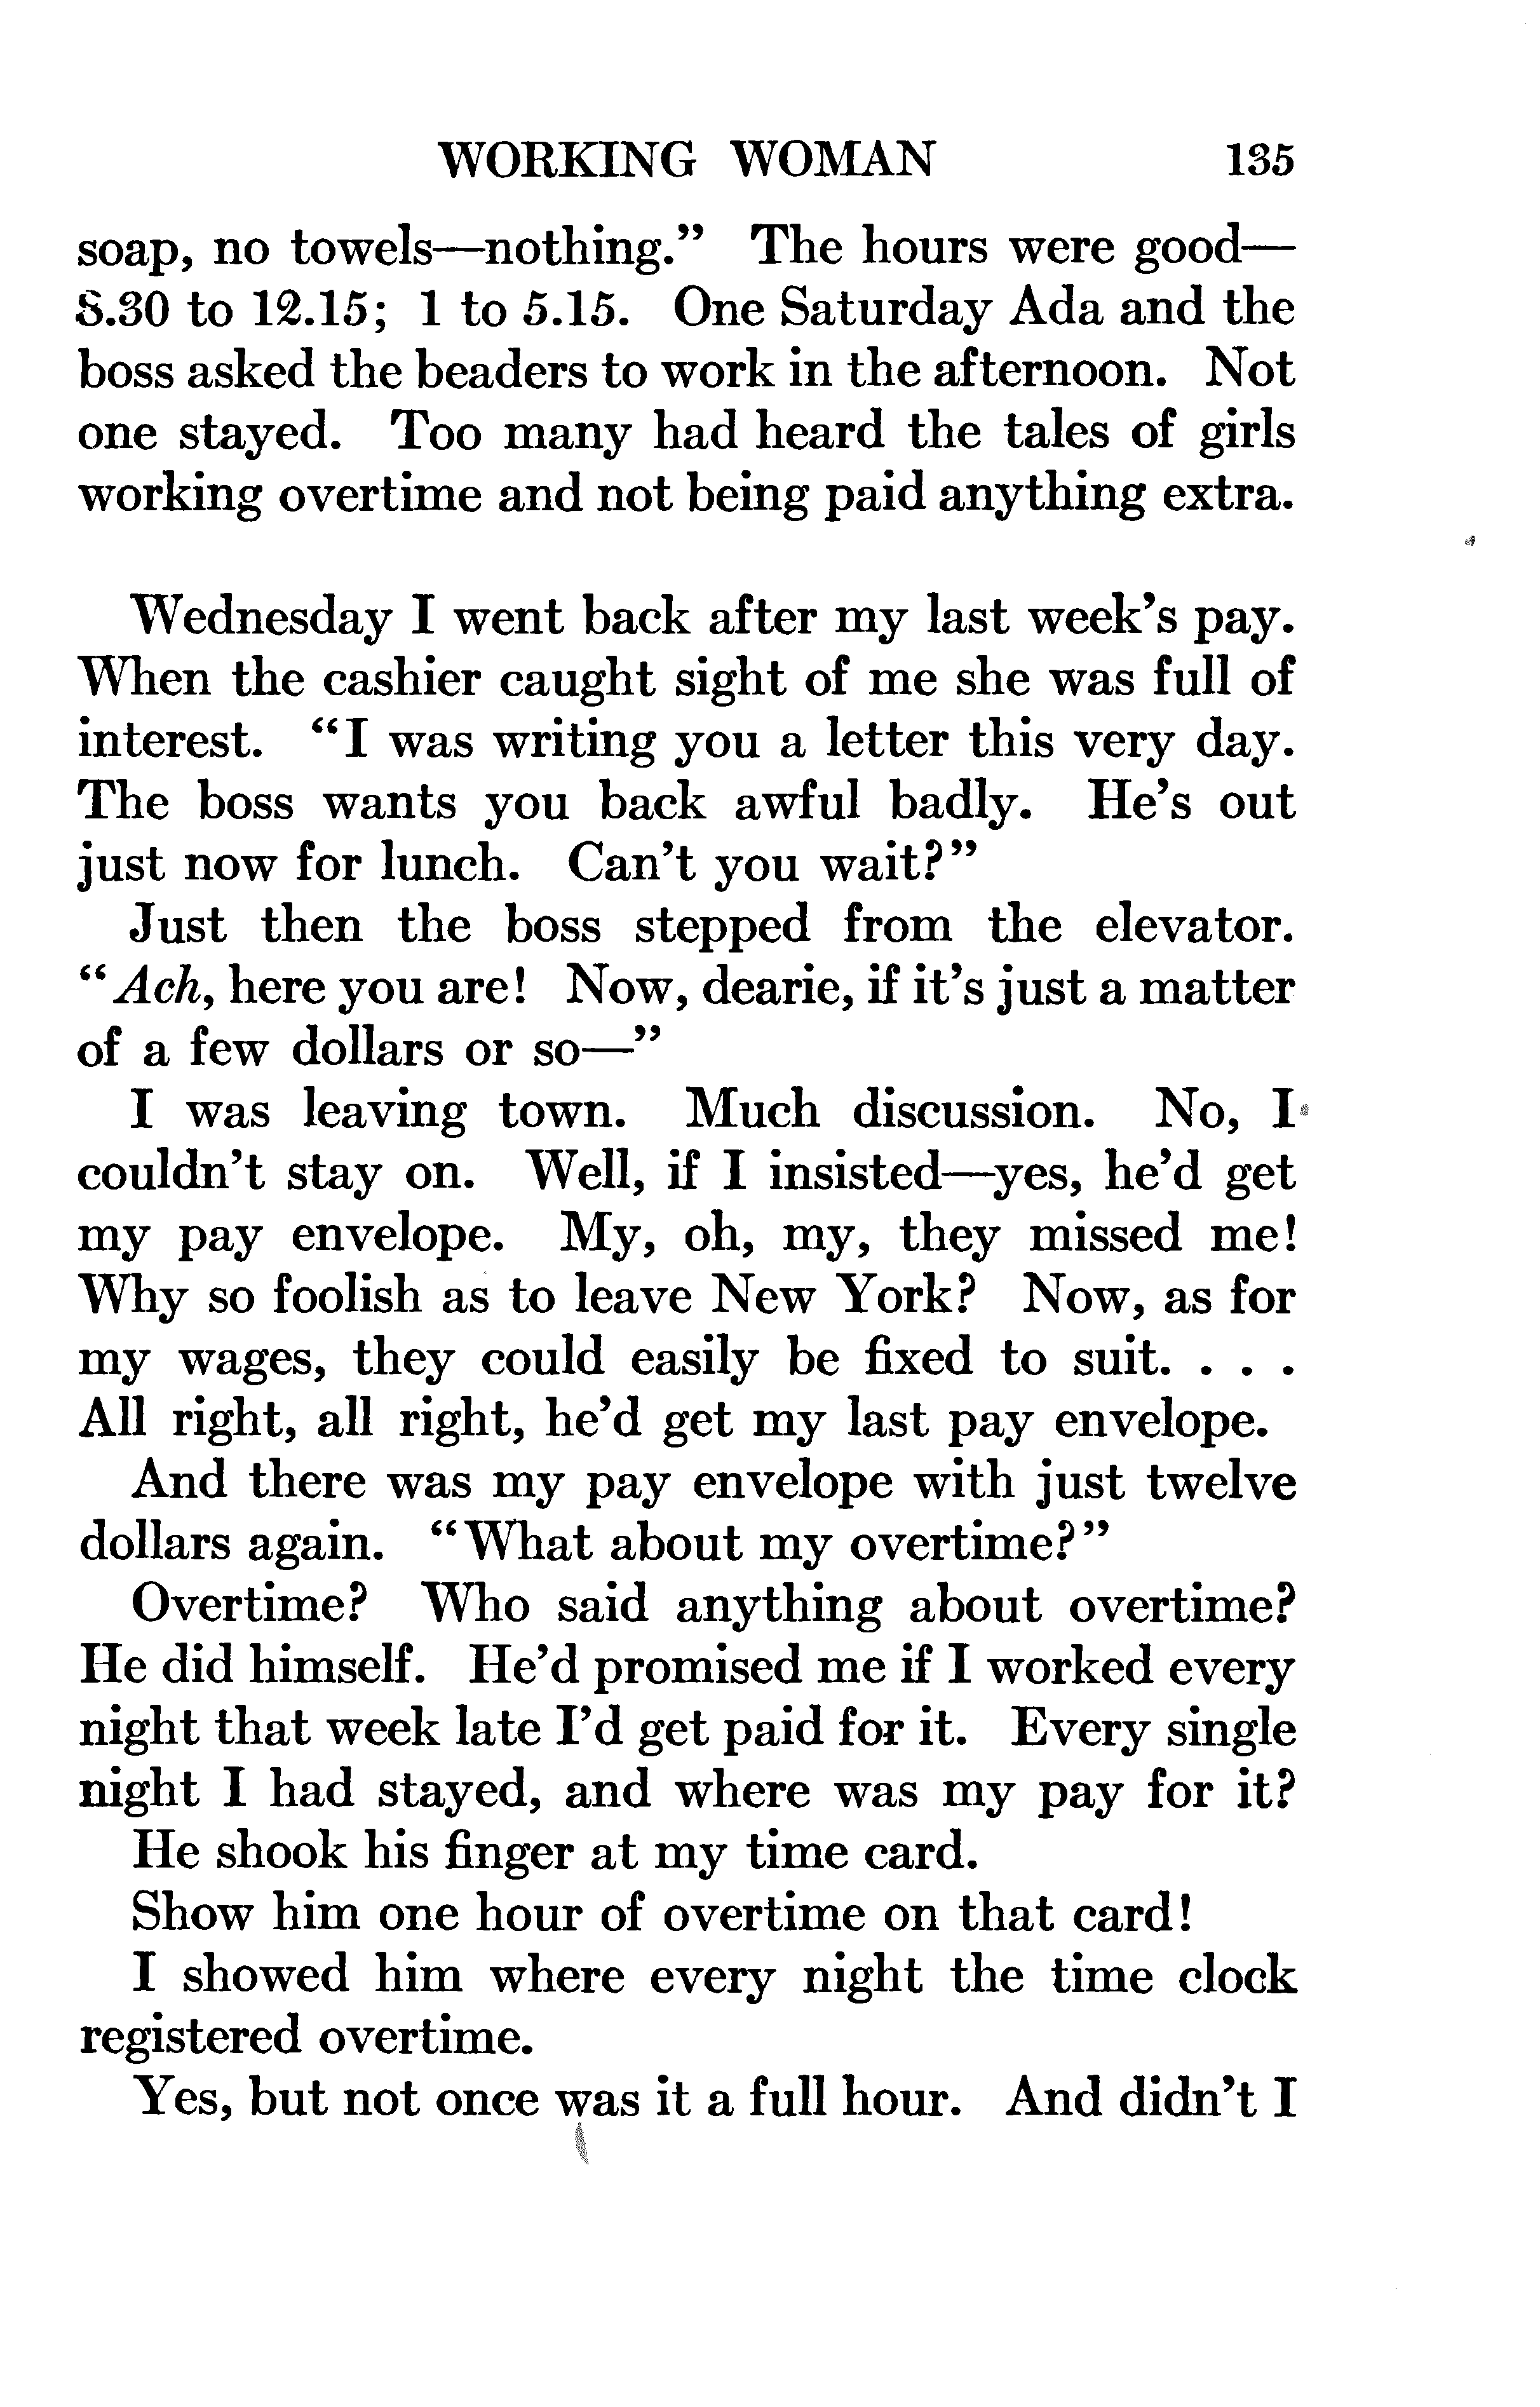 WORKING WOMAN 135
soap, no towels—nothing.” The hours were good—
8.30 to 12.15; 1 to 5.15. One Saturday Ada and the
boss asked the beaders to work in the afternoon. Not
one stayed. Too many had heard the tales of girls
working overtime and not being paid anything extra.
Wednesday I went back after my last week’s pay.
When the cashier caught sight of me she was full of
interest. “I was writing you a letter this very day.
The boss wants you back awful badly. He’s out
just now for lunch. Can’t you wait?”
Just then the boss stepped from the elevator.
“Ach, here you are! Now, dearie, if it’s just a matter
of a few dollars or so—”
I was leaving town. Much discussion. No, I
couldn’t stay on. Well, if I insisted—yes, he’d get
my pay envelope. My, oh, my, they missed me!
Why so foolish as to leave New York? Now, as for
my wages, they could easily be fixed to suit. . . .
All right, all right, he’d get my last pay envelope.
And there was my pay envelope with just twelve
dollars again. “What about my overtime?”
Overtime? Who said anything about overtime?
He did himself. He’d promised me if I worked every
night that week late I’d get paid for it. Every single
night I had stayed, and where was my pay for it?
He shook his finger at my time card.
Show him one hour of overtime on that card!
I showed him where every night the time clock
registered overtime.
Yes, but not once was it a full hour. And didn’t I